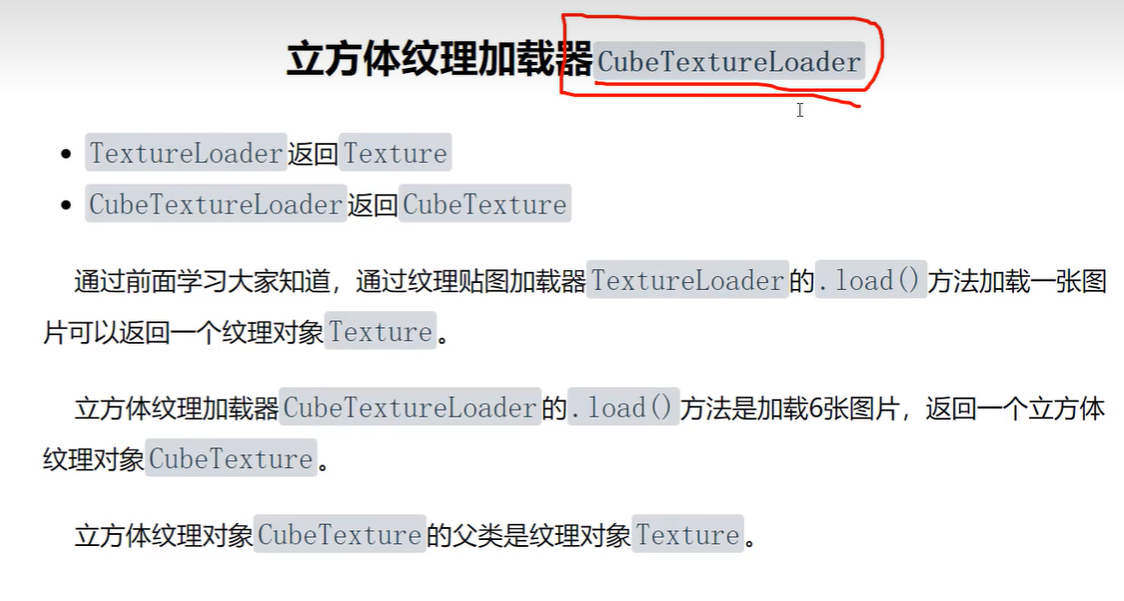 立方体纹理加载器CubeTextureLoader
TextureLoader返回Texture
CubeTextureLoader返回CubeTexture
通过前面学习大家知道，通过纹理贴图加载器TextureLoader的.load()方法加载一张图
片可以返回一个纹理对象Texture。
立方体纹理加载器CubeTextureLoader的.load()方法是加载6张图片，返回一个立方体
纹理对象CubeTexture。
立方体纹理对象CubeTexture的父类是纹理对象Texture。